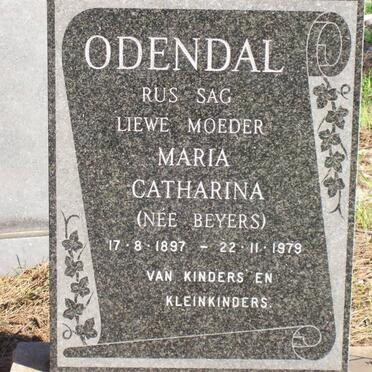 ODENDAL
RUS SAG
LIEWE MOEDER
MARIA
CATHARINA
(NÉE BEYERS)
17·8·1897 – 22·11·1979
VAN KINDERS EN
KLEINKINDERS.